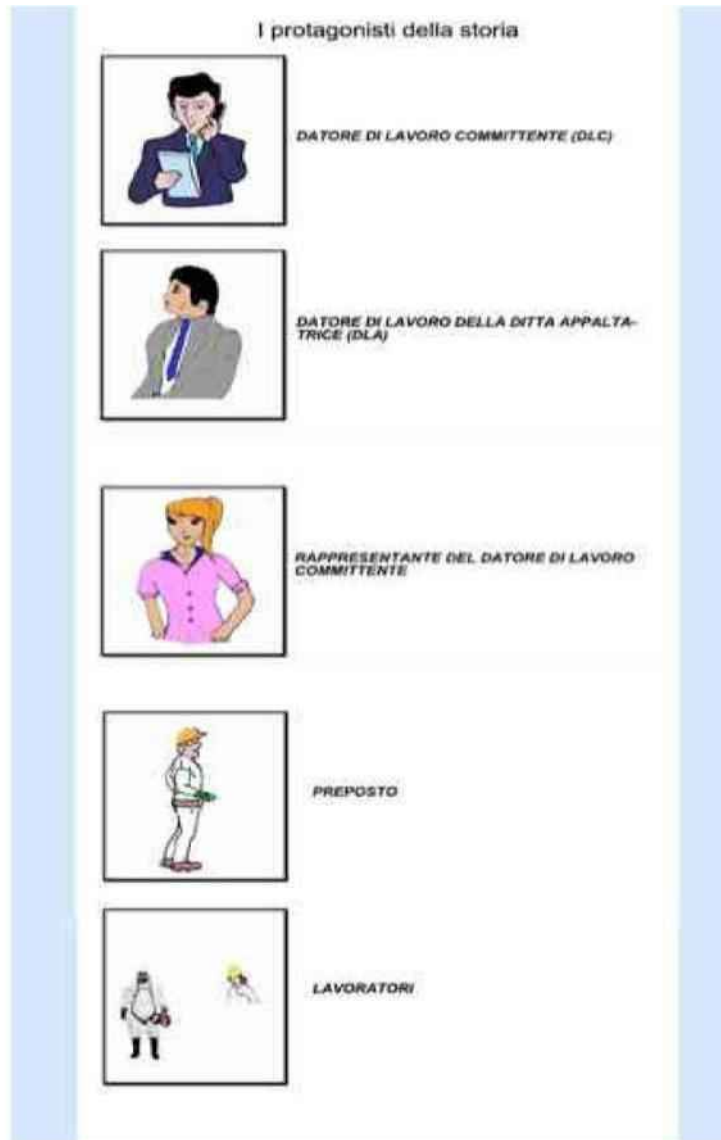 I protagonisti della storia
DATORE DI LAVORO COMMITTENTE (DLC)
DATORE DI LAVORO DELLA DITTA APPALTA-
TRICE (DLA)
RAPPRESENTANTE DEL DATORE DI LAVORO
COMMITTENTE
PREPOSTO
LAVORATORI